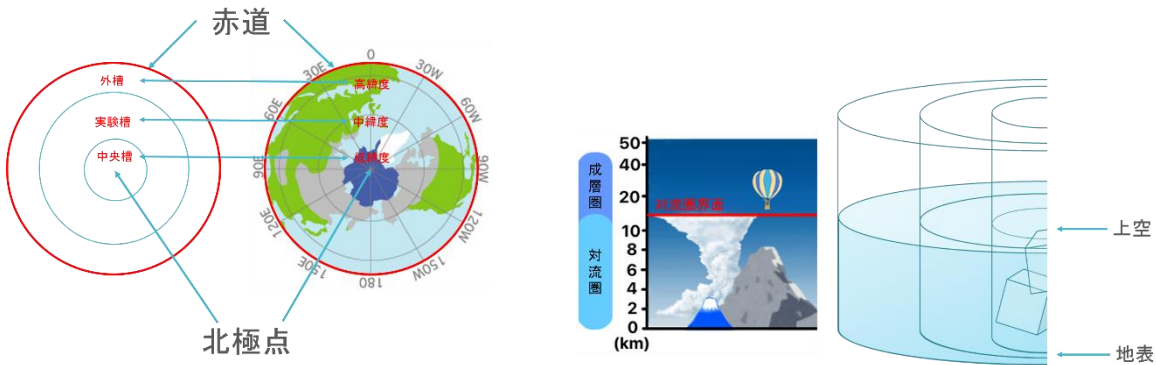 赤道
外槽
実験槽
中央槽
北極点
0
30E
30W
60E
60W
90E
90W
120E
120W
150E
150W
180
高緯度
中緯度
低緯度
成層圏
対流圏
50
40
20
10
8
6
4
2
0
(km)
対流圏界面
上空
地表